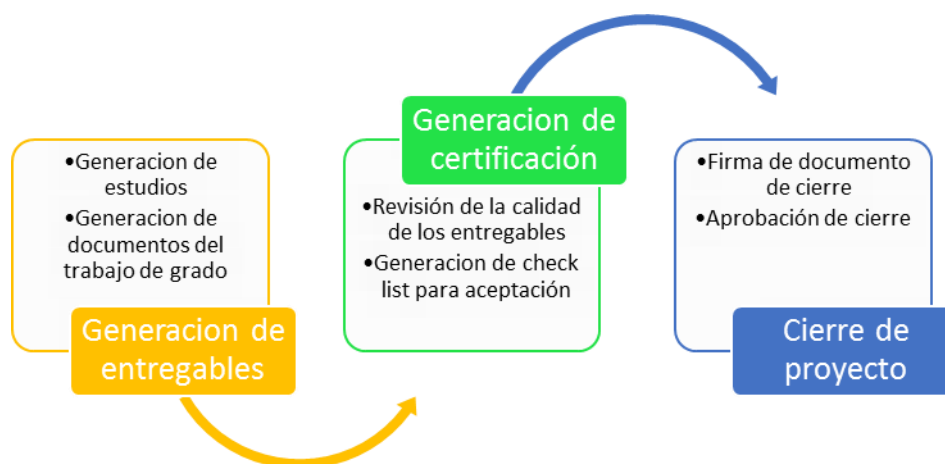 •Generacion de
estudios
•Generacion de
documentos del
trabajo de grado
Generacion de
entregables
Generacion de
certificación
•Revisión de la calidad
de los entregables
•Generacion de check
list para aceptación
•Firma de documento
de cierre
•Aprobación de cierre
Cierre de
proyecto